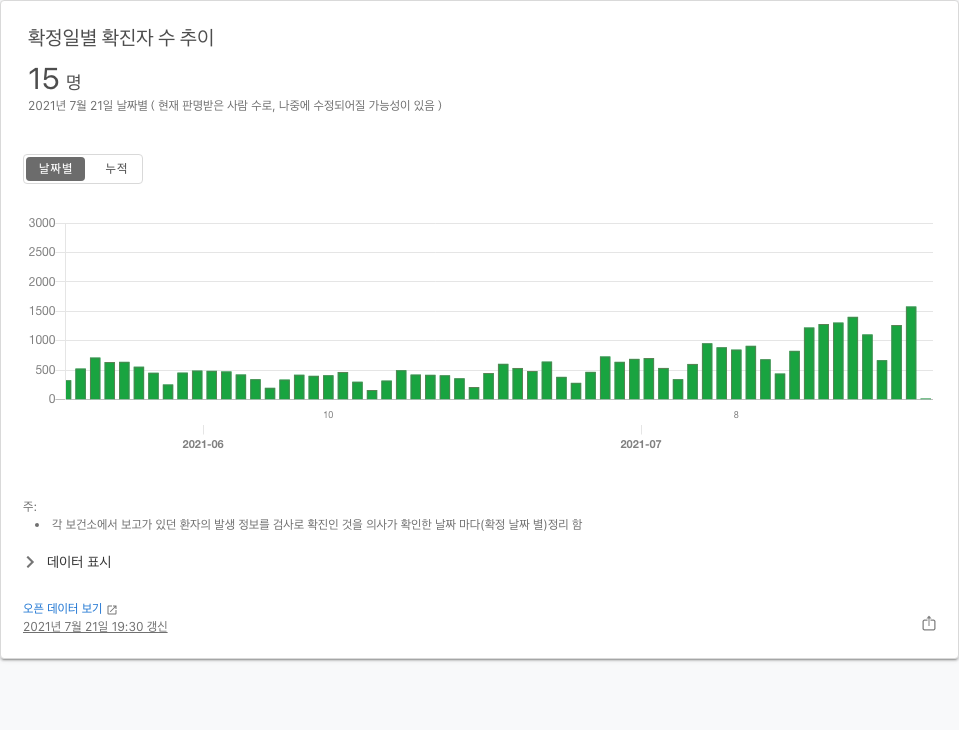 확정일별 확진자 수 추이
15 명
2021년 7월 21일 날짜별 ( 현재 판명받은 사람 수로, 나중에 수정되어질 가능성이 있음 )
날짜별 누적
3000
2500
2000
1500
1000
500
0
10 8
2021-06 2021-07
주:
• 각 보건소에서 보고가 있던 환자의 발생 정보를 검사로 확진인 것을 의사가 확인한 날짜 마다(확정 날짜 별)정리 함
데이터 표시
오픈 데이터 보기
2021년 7월 21일 19:30 갱신